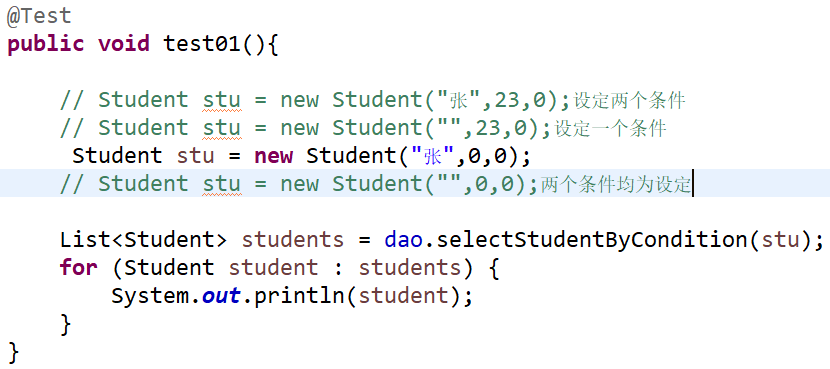 @Test
public void test01(){
// Student stu = new Student("张",23,0);设定两个条件
// Student stu = new Student("",23,0);设定一个条件
Student stu = new Student("张",0,0);
// Student stu = new Student("",0,0);两个条件均为设定
List<Student> students = dao.selectStudentByCondition(stu);
for (Student student : students) {
System.out.println(student);
}
}